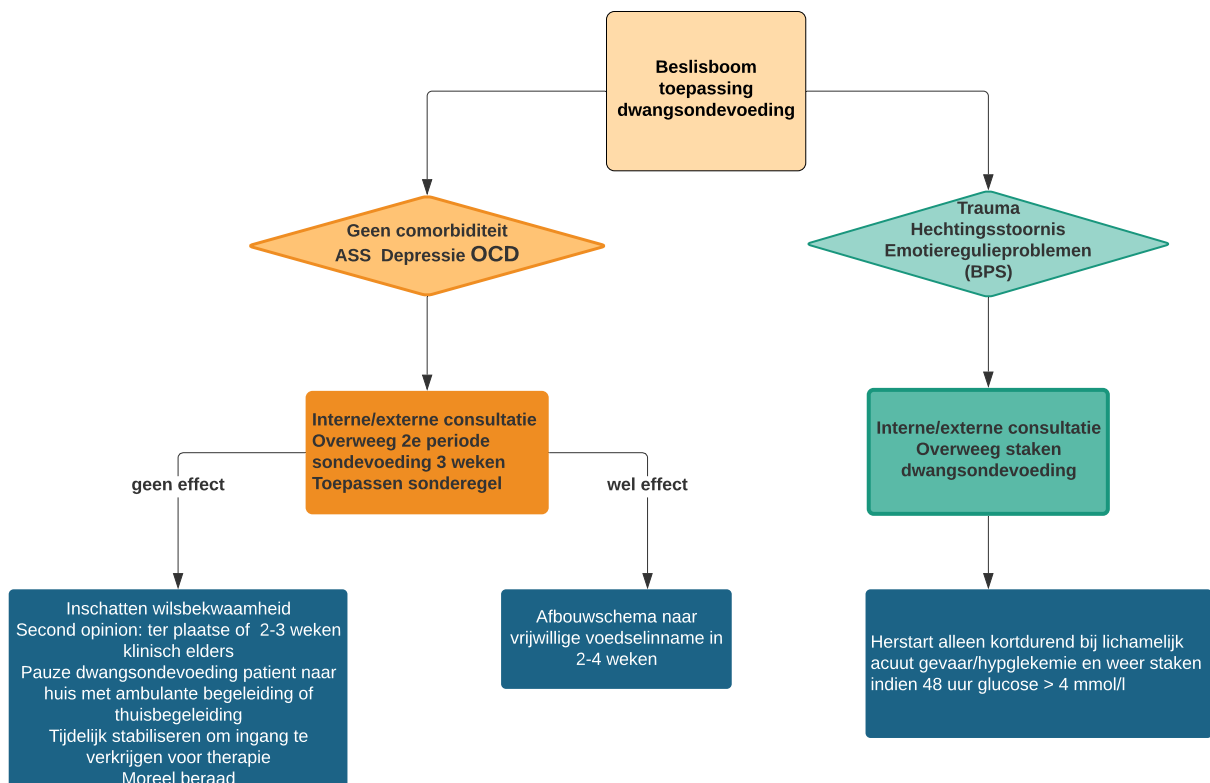 Beslisboom
toepassing
dwangsondevoeding
Geen comorbiditeit
ASS Depressie OCD
Trauma
Hechtingsstoornis
Emotieregulieproblemen
(BPS)
Interne/externe consultatie
Overweeg 2e periode
sondevoeding 3 weken
Toepassen sonderegel
Interne/externe consultatie
Overweeg staken
dwangsondevoeding
geen effect
wel effect
Inschatten wilsbekwaamheid
Second opinion: ter plaatse of 2-3 weken
klinisch elders
Pauze dwangsondevoeding patient naar
huis met ambulante begeleiding of
thuisbegeleiding
Tijdelijk stabiliseren om ingang te
verkrijgen voor therapie
Moreel beraad
Afbouwschema naar
vrijwillige voedselinname in
2-4 weken
Herstart alleen kortdurend bij lichamelijk
acuut gevaar/hypglekemie en weer staken
indien 48 uur glucose > 4 mmol/l